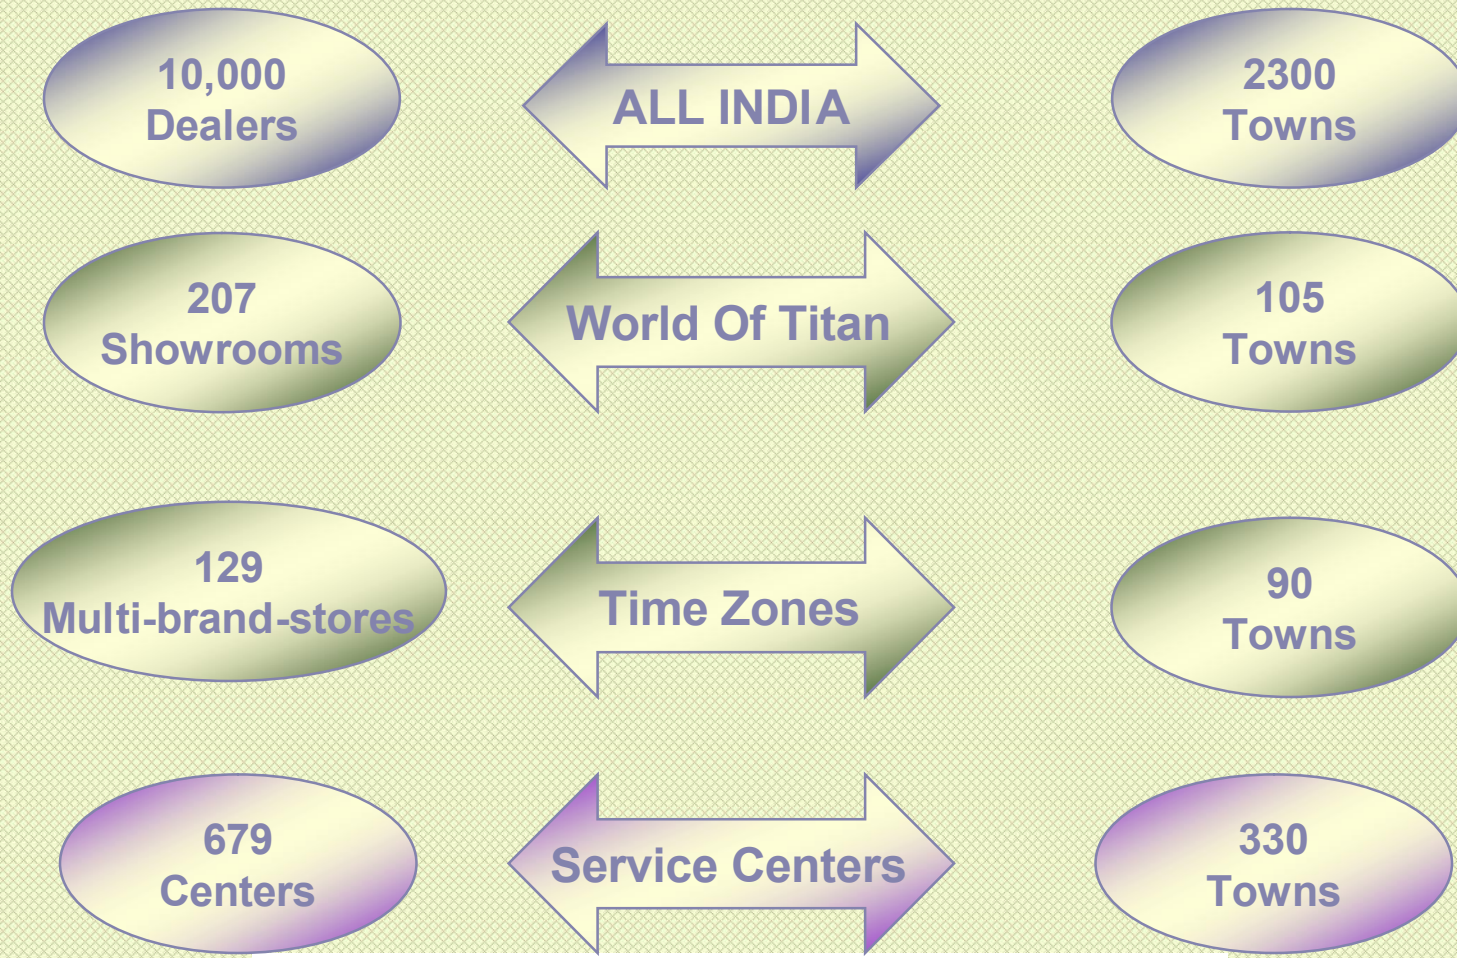 10,000
Dealers
ALL INDIA
2300
Towns
207
Showrooms
World Of Titan
105
Towns
129
Multi-brand-stores
Time Zones
90
Towns
679
Centers
Service Centers
330
Towns